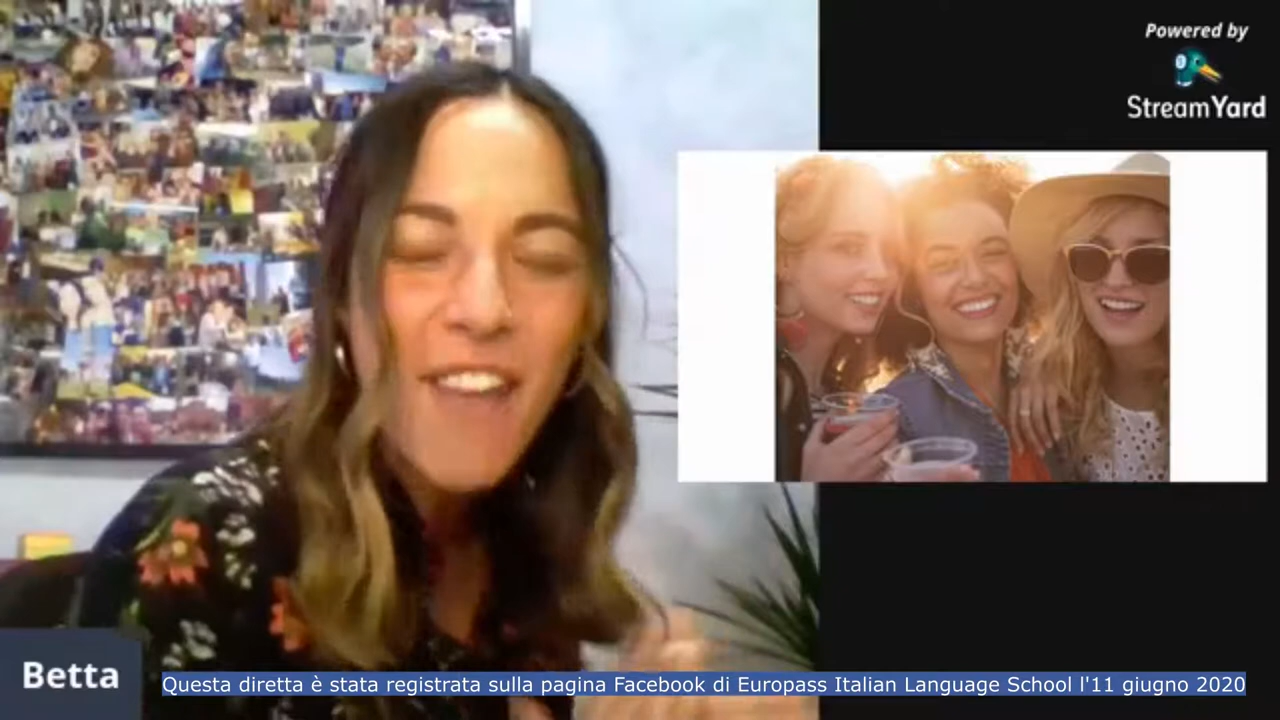 Powered by
StreamYard
Betta
Questa diretta è stata registrata sulla pagina Facebook di Europass Italian Language School l'11 giugno 2020